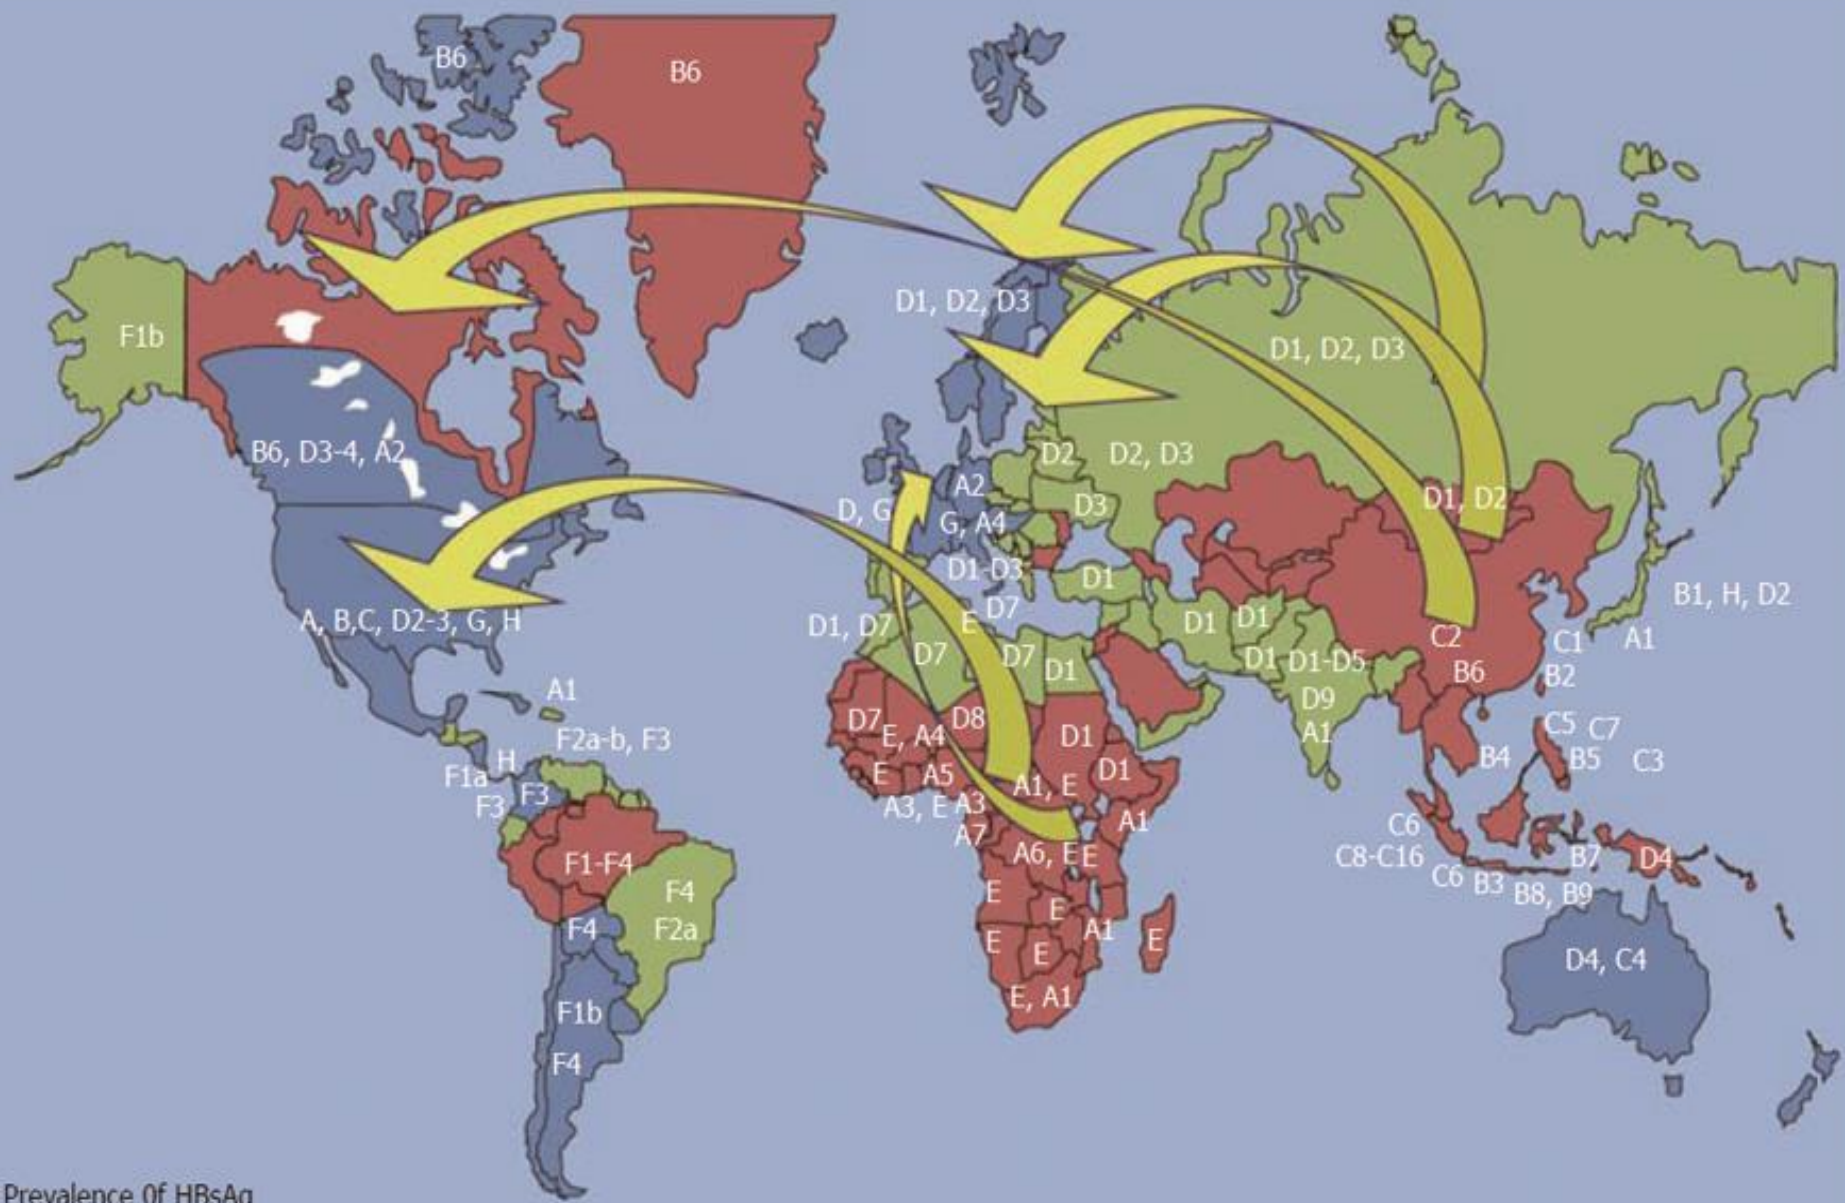 B6
B6
F1b
D1, D2, D3
D1, D2, D3
B6, D3-4, A2
D2
D2, D3
A2
D1, D2
D, G
D3
G, A4
D1-D3
D1
B1, H, D2
A, B,C, D2-3, G, H
D1, D7
E
D7
D1
D1
C2
C1
A1
D7
D7
D1
D1
D1-D5
B6
B2
A1
D9
D7
D8
E, A4
D1
A1
C5
C7
F2a-b, F3
H
F1a
E
A5
D1
B4
B5
C3
F3
F3
A3, E
A3
A1, E
A7
A1
C6
F1-F4
A6, E
E
C8-C16
B7
D4
F4
E
C6
B3
B8, B9
F2a
F4
E
A1
E
E
E
D4, C4
E, A1
F1b
F4
Prevalence 0f HBsAg